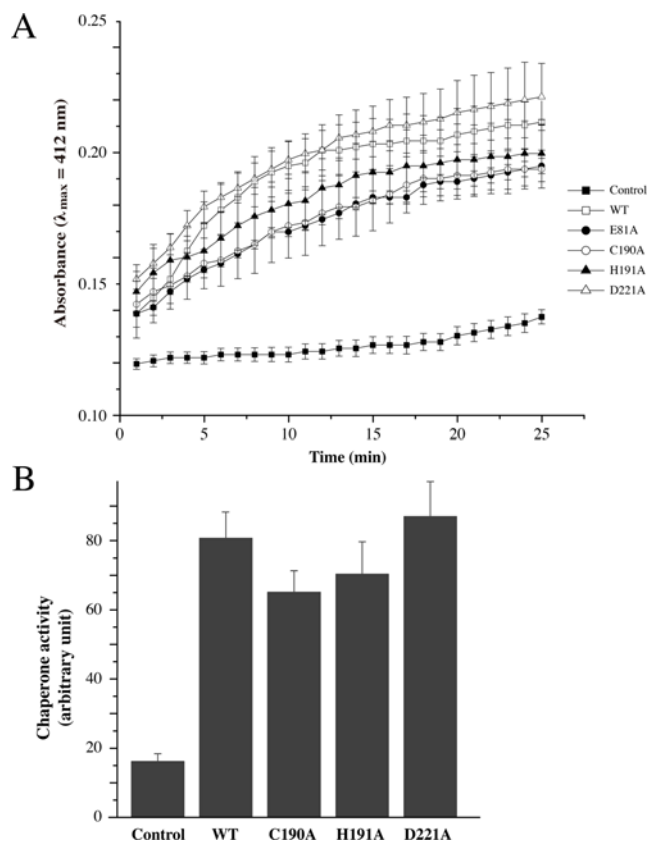 A
0.25
0.20
0.15
0.10
Absorbance (λmax = 412 nm)
0
5
10
15
20
25
Time (min)
Control
WT
E81A
C190A
H191A
D221A
B
80
60
40
20
0
Chaperone activity
(arbitrary unit)
Control
WT
C190A
H191A
D221A